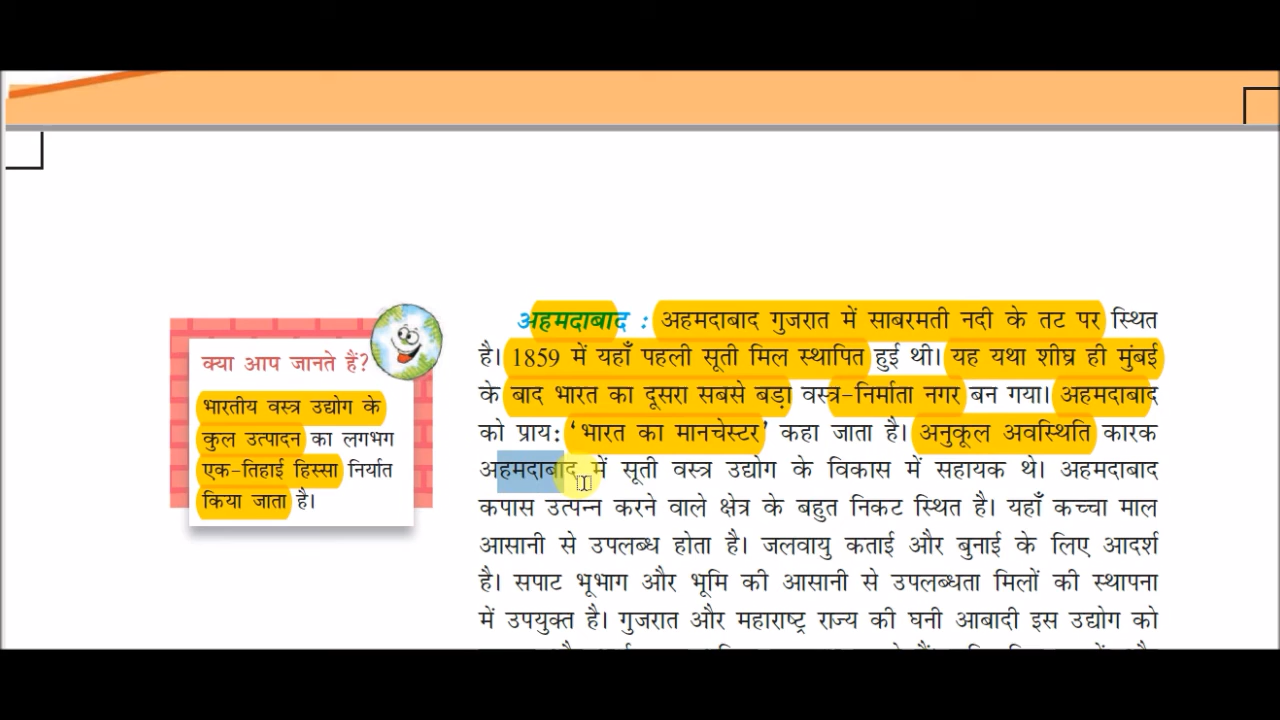 क्या आप जानते हैं?
भारतीय वस्त्र उद्योग के
कुल उत्पादन का लगभग
एक-तिहाई हिस्सा निर्यात
किया जाता है।
अहमदाबाद : अहमदाबाद गुजरात में साबरमती नदी के तट पर स्थित
है। 1859 में यहाँ पहली सूती मिल स्थापित हुई थी। यह यथा शीघ्र ही मुंबई
के बाद भारत का दूसरा सबसे बड़ा वस्त्र-निर्माता नगर बन गया। अहमदाबाद
को प्राय: ‘भारत का मानचेस्टर’ कहा जाता है। अनुकूल अवस्थिति कारक
अहमदाबाद में सूती वस्त्र उद्योग के विकास में सहायक थे। अहमदाबाद
कपास उत्पन्न करने वाले क्षेत्र के बहुत निकट स्थित है। यहाँ कच्चा माल
आसानी से उपलब्ध होता है। जलवायु कताई और बुनाई के लिए आदर्श
है। सपाट भूभाग और भूमि की आसानी से उपलब्धता मिलों की स्थापना
में उपयुक्त है। गुजरात और महाराष्ट्र राज्य की घनी आबादी इस उद्योग को